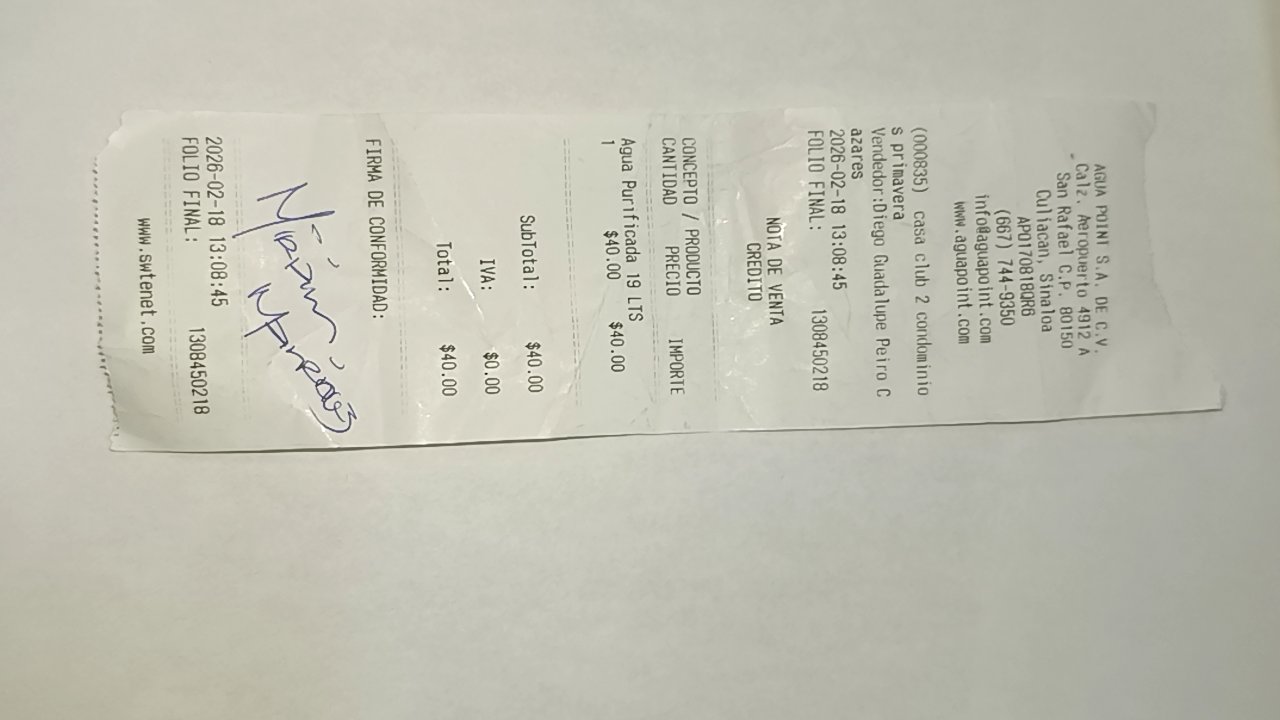 AGUA POINT S.A. DE C.V.
Calz. Aeropuerto 4912 A
- San Rafael C.P. 80150
Culiacan, Sinaloa
APO170818QR6
(667) 744-9350
info@aguapoint.com
www.aguapoint.com
(000835) casa club 2 condominio
s primavera
Vendedor:Diego Guadalupe Peiro C
azares
2026-02-18 13:08:45
FOLIO FINAL: 1308450218
NOTA DE VENTA
CREDITO
CONCEPTO / PRODUCTO
CANTIDAD PRECIO IMPORTE
Agua Purificada 19 LTS
1 $40.00 $40.00
SubTotal: $40.00
IVA: $0.00
Total: $40.00
FIRMA DE CONFORMIDAD:
2026-02-18 13:08:45
FOLIO FINAL: 1308450218
www.swtenet.com